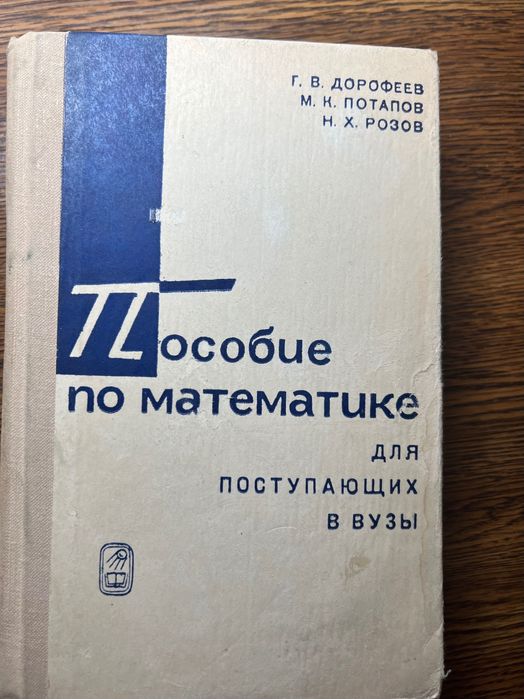 Г. В. ДОРОФЕЕВ
М. К. ПОТАПОВ
Н. Х. РОЗОВ
Пособие
по математике
ДЛЯ
ПОСТУПАЮЩИХ
В ВУЗЫ